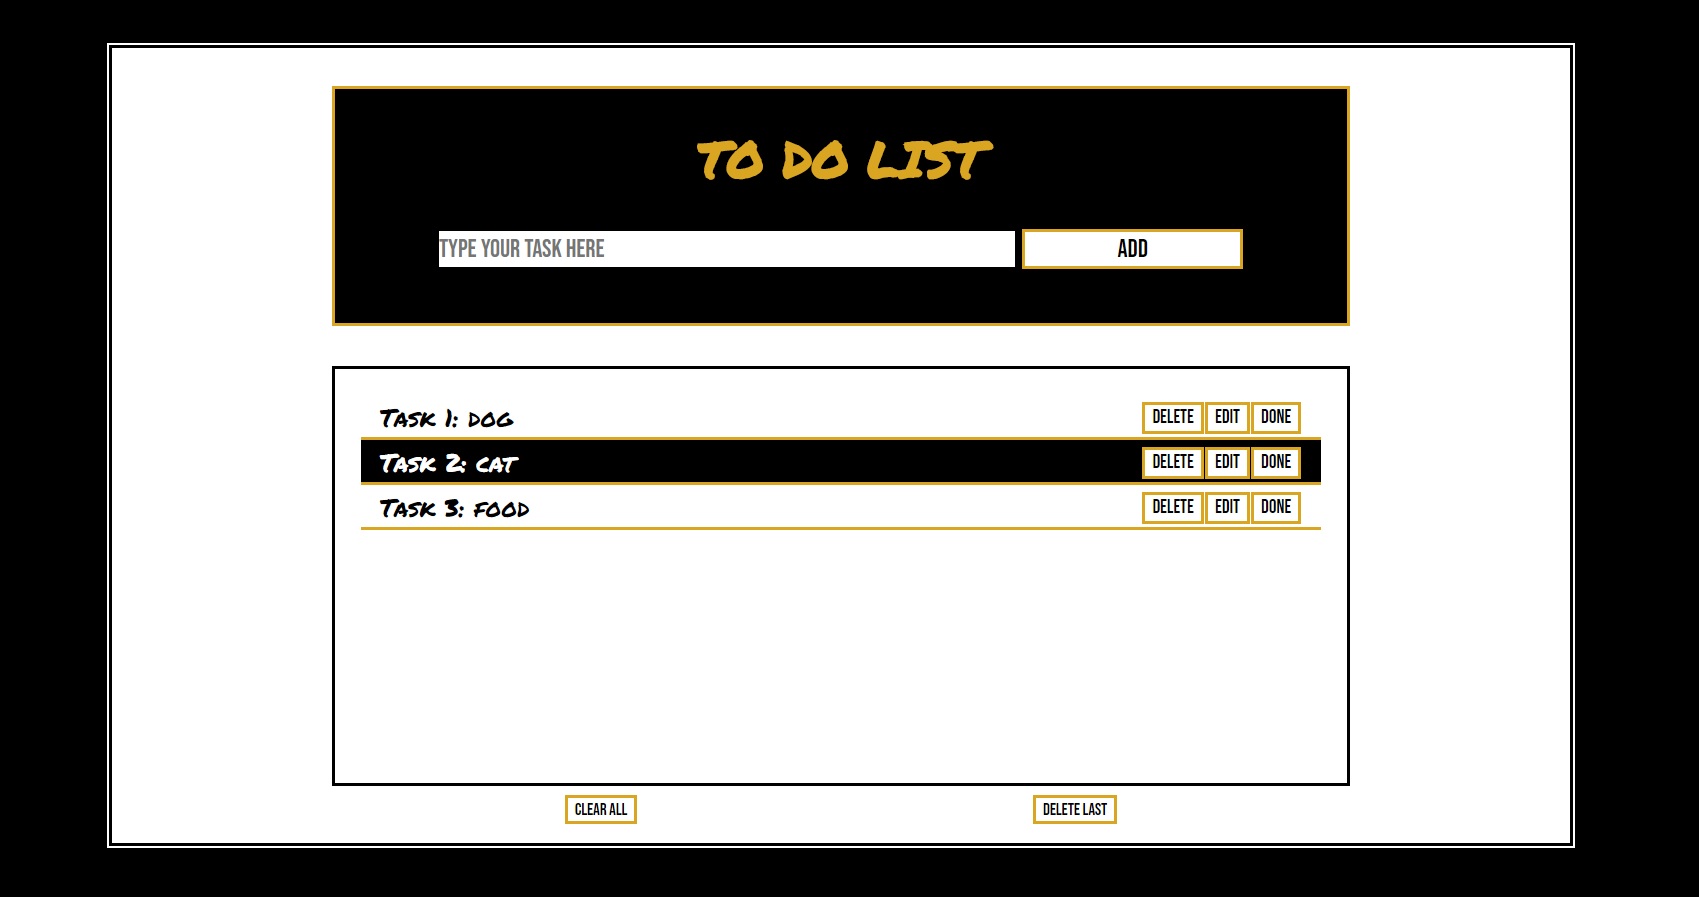 TO DO LIST
TYPE YOUR TASK HERE ADD
Task 1: dog DELETE EDIT DONE
Task 2: cat DELETE EDIT DONE
Task 3: food DELETE EDIT DONE
CLEAR ALL DELETE LAST